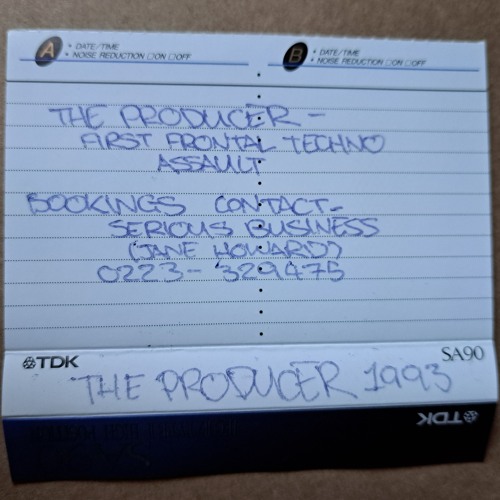 A • DATE/TIME
• NOISE REDUCTION □ON □OFF
B • DATE/TIME
• NOISE REDUCTION □ON □OFF
THE PRODUCER -
FIRST FRONTAL TECHNO
ASSAULT
BOOKINGS CONTACT-
SERIOUS BUSINESS
(JANE HOWARD)
0223- 329475
TDK SA90
THE PRODUCER 1993
TDK